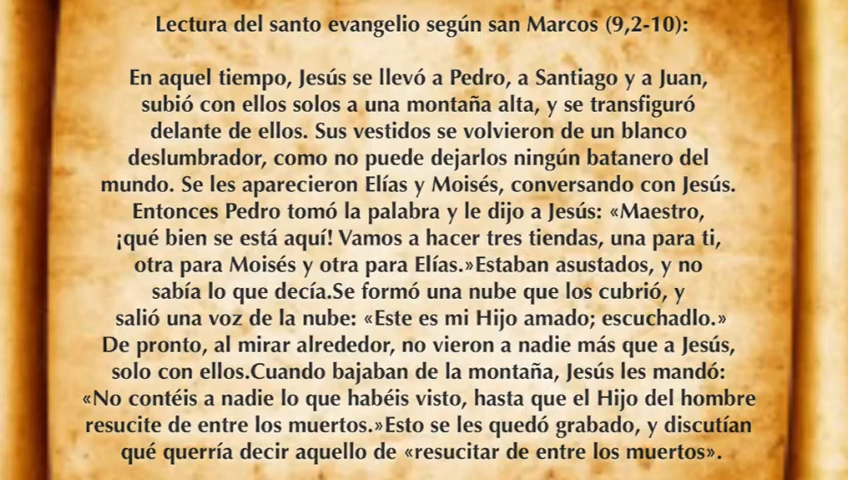 Lectura del santo evangelio según san Marcos (9,2-10):
En aquel tiempo, Jesús se llevó a Pedro, a Santiago y a Juan,
subió con ellos solos a una montaña alta, y se transfiguró
delante de ellos. Sus vestidos se volvieron de un blanco
deslumbrador, como no puede dejarlos ningún batanero del
mundo. Se les aparecieron Elías y Moisés, conversando con Jesús.
Entonces Pedro tomó la palabra y le dijo a Jesús: «Maestro,
¡qué bien se está aquí! Vamos a hacer tres tiendas, una para ti,
otra para Moisés y otra para Elías.»Estaban asustados, y no
sabía lo que decía.Se formó una nube que los cubrió, y
salió una voz de la nube: «Este es mi Hijo amado; escuchadlo.»
De pronto, al mirar alrededor, no vieron a nadie más que a Jesús,
solo con ellos.Cuando bajaban de la montaña, Jesús les mandó:
«No contéis a nadie lo que habéis visto, hasta que el Hijo del hombre
resucite de entre los muertos.»Esto se les quedó grabado, y discutían
qué querría decir aquello de «resucitar de entre los muertos».